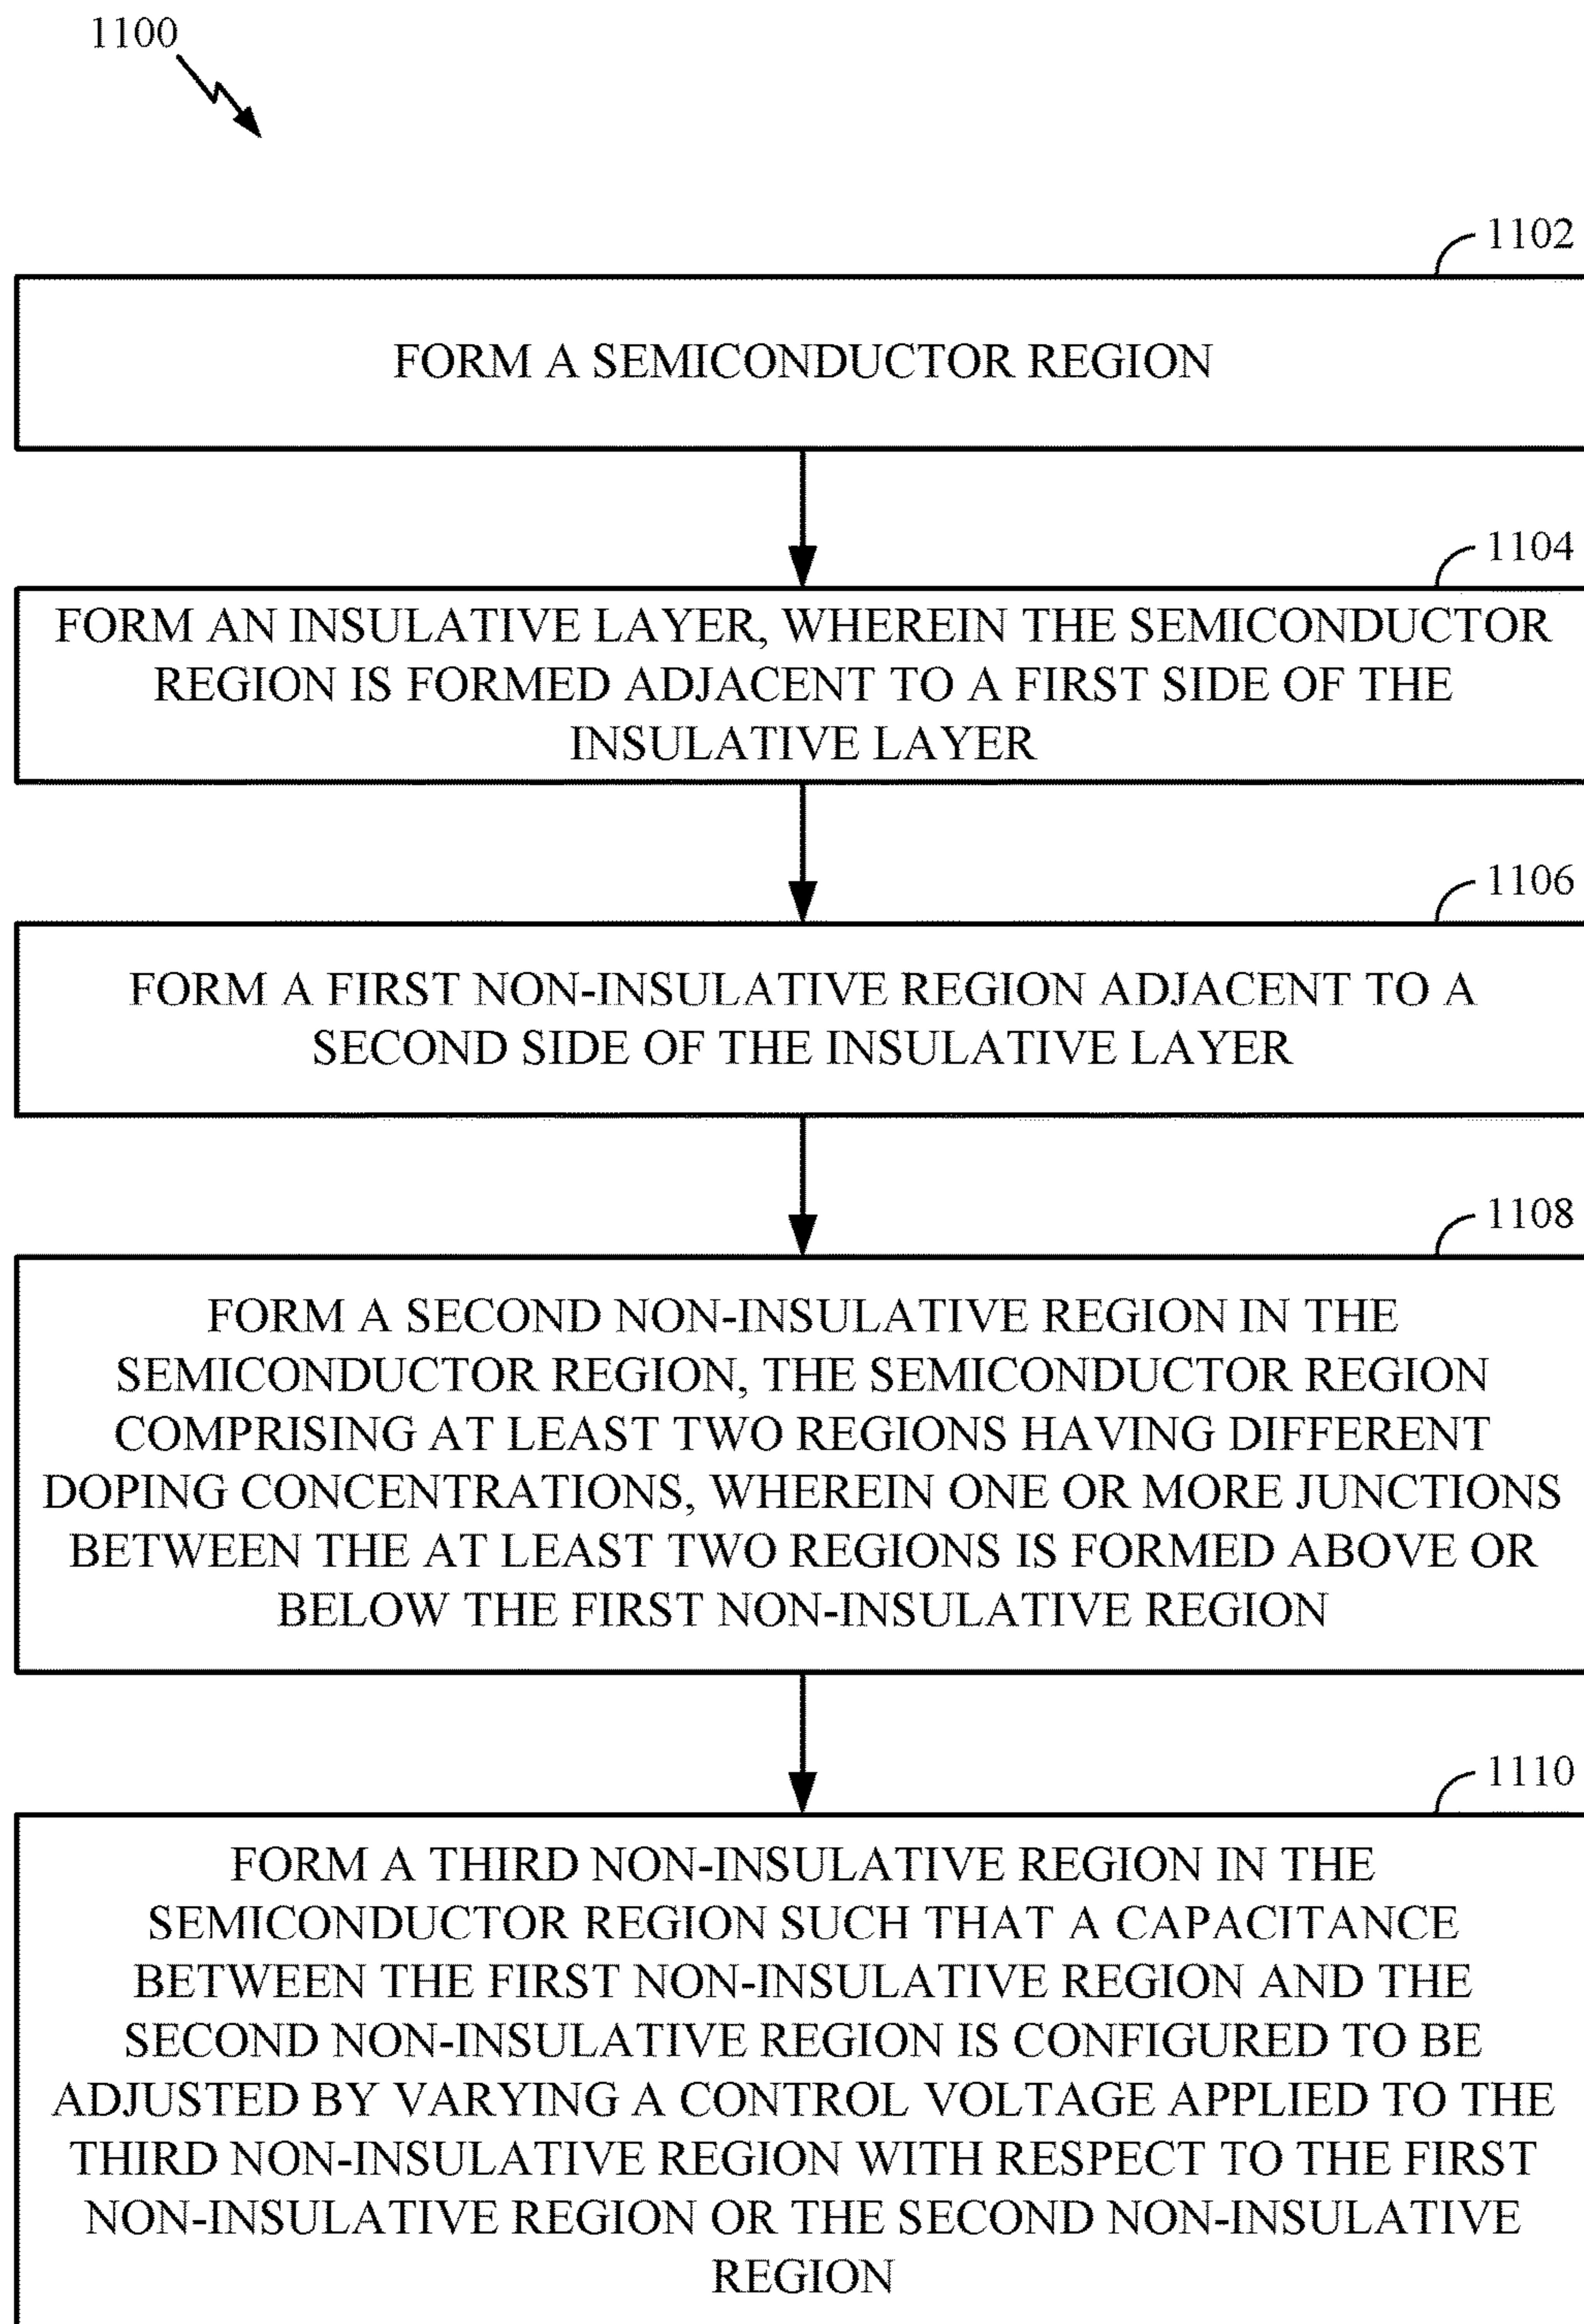 1100
1102
FORM A SEMICONDUCTOR REGION
1104
FORM AN INSULATIVE LAYER, WHEREIN THE SEMICONDUCTOR
REGION IS FORMED ADJACENT TO A FIRST SIDE OF THE
INSULATIVE LAYER
1106
FORM A FIRST NON-INSULATIVE REGION ADJACENT TO A
SECOND SIDE OF THE INSULATIVE LAYER
1108
FORM A SECOND NON-INSULATIVE REGION IN THE
SEMICONDUCTOR REGION, THE SEMICONDUCTOR REGION
COMPRISING AT LEAST TWO REGIONS HAVING DIFFERENT
DOPING CONCENTRATIONS, WHEREIN ONE OR MORE JUNCTIONS
BETWEEN THE AT LEAST TWO REGIONS IS FORMED ABOVE OR
BELOW THE FIRST NON-INSULATIVE REGION
1110
FORM A THIRD NON-INSULATIVE REGION IN THE
SEMICONDUCTOR REGION SUCH THAT A CAPACITANCE
BETWEEN THE FIRST NON-INSULATIVE REGION AND THE
SECOND NON-INSULATIVE REGION IS CONFIGURED TO BE
ADJUSTED BY VARYING A CONTROL VOLTAGE APPLIED TO THE
THIRD NON-INSULATIVE REGION WITH RESPECT TO THE FIRST
NON-INSULATIVE REGION OR THE SECOND NON-INSULATIVE
REGION